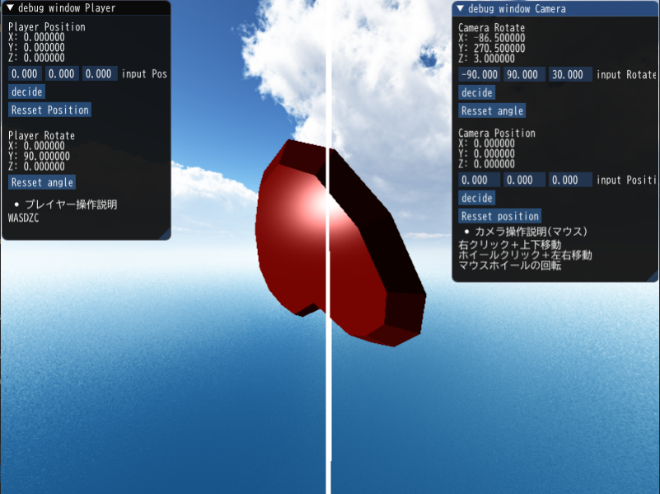 debug window Player
Player Position
X: 0.000000
Y: 0.000000
Z: 0.000000
0.000 0.000 0.000 input Pos
decide
Resset Position
Player Rotate
X: 0.000000
Y: 90.000000
Z: 0.000000
Resset angle
• プレイヤー操作説明
WASDZC
debug window Camera
Camera Rotate
X: -86.500000
Y: 270.500000
Z: 3.000000
-90.000 90.000 30.000 input Rotate
decide
Resset angle
Camera Position
X: 0.000000
Y: 0.000000
Z: 0.000000
0.000 0.000 0.000 input Positi
decide
Resset position
• カメラ操作説明(マウス)
右クリック+上下移動
ホイールクリック+左右移動
マウスホイールの回転